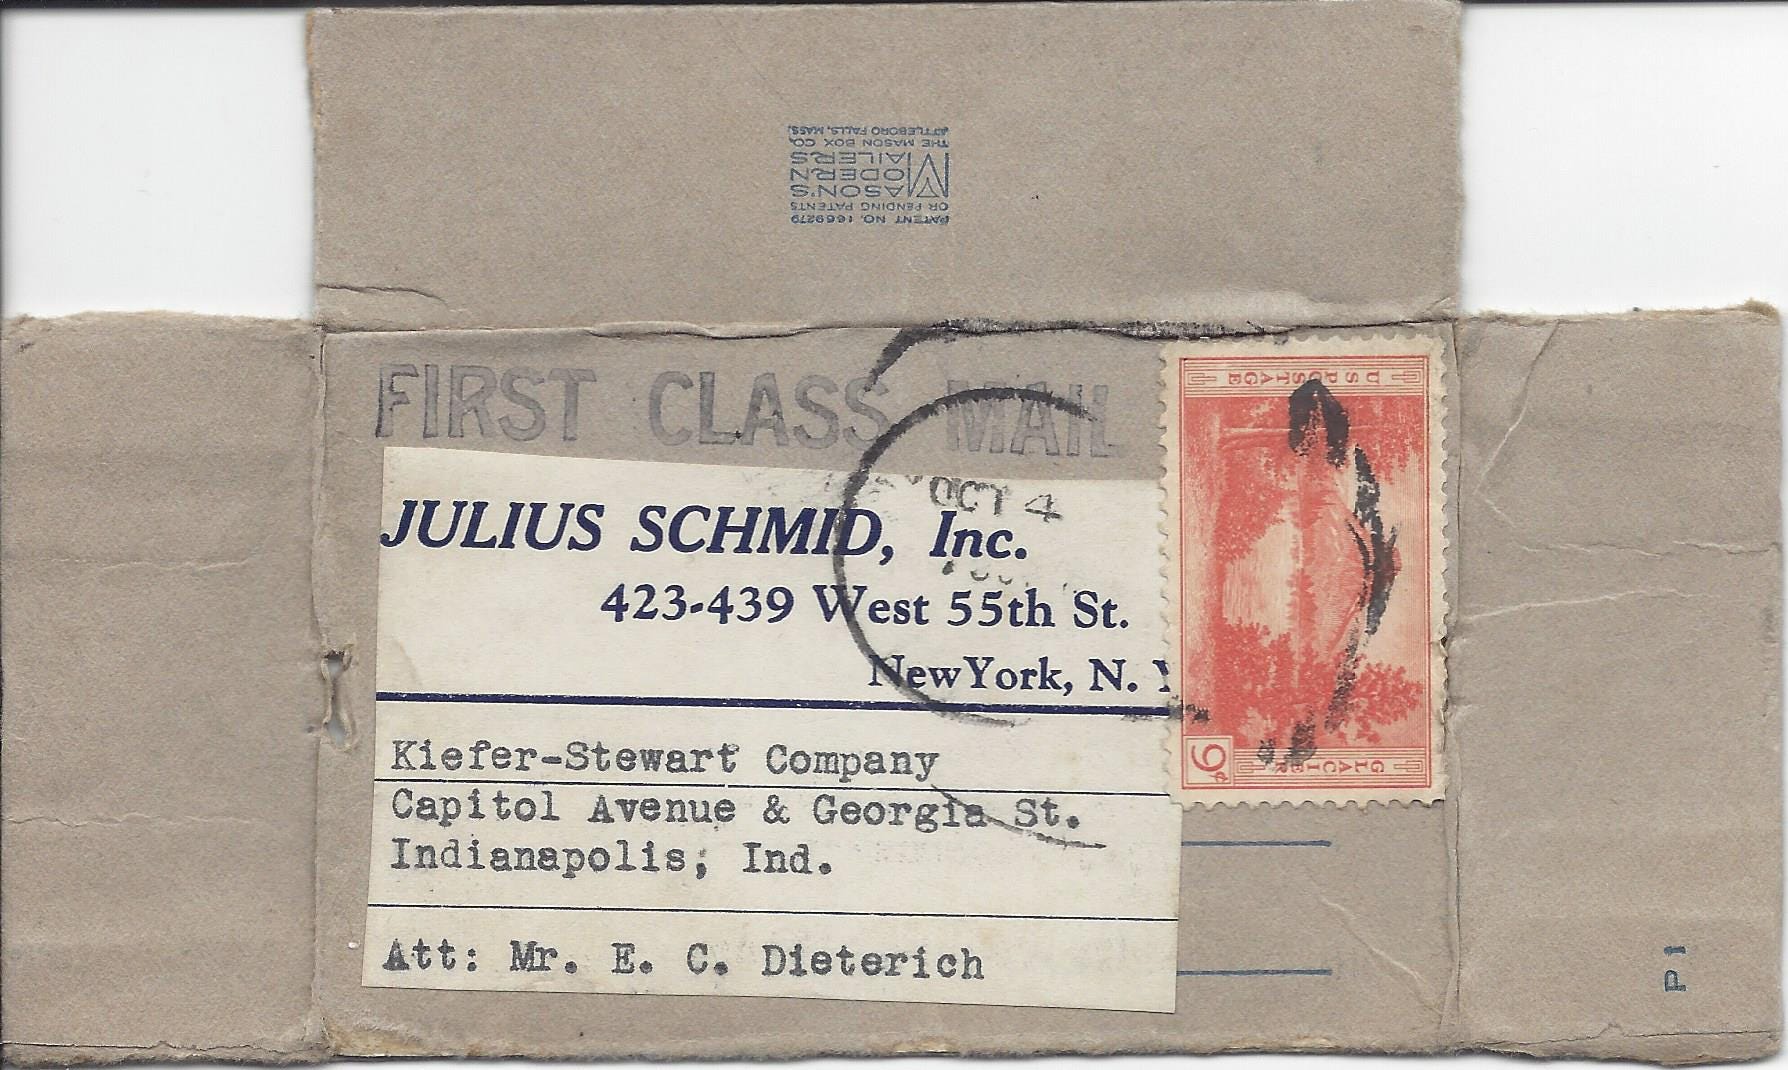 PATENT NO. 1669279
OR PENDING PATENTS
MASON'S
MODERN
MAILERS
THE MASON BOX CO.
ATTLEBORO FALLS, MASS.
FIRST CLASS MAIL
OCT 4
JULIUS SCHMID, Inc.
423-439 West 55th St.
New York, N. Y
Kiefer-Stewart Company
Capitol Avenue & Georgia St.
Indianapolis, Ind.
Att: Mr. E. C. Dieterich
U S POSTAGE
GLACIER
9¢
P1